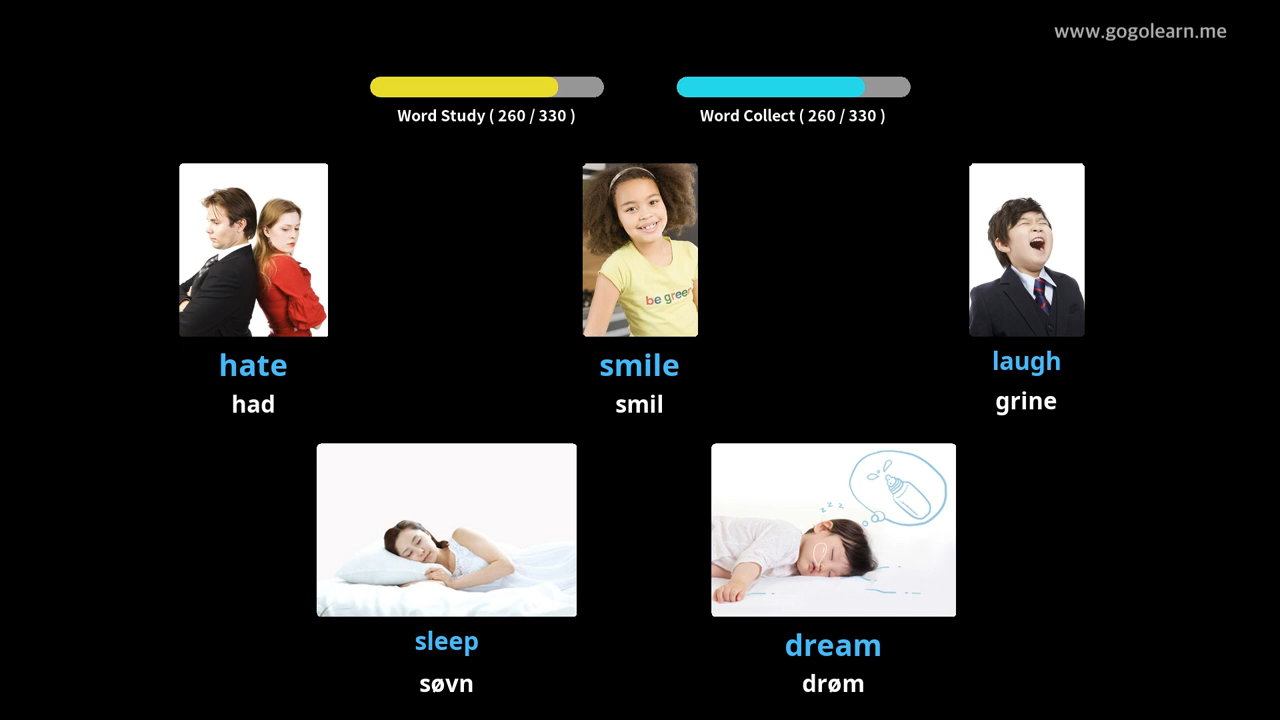 www.gogolearn.me
Word Study ( 260 / 330 )
Word Collect ( 260 / 330 )
be green
hate
smile
laugh
had
smil
grine
z z z
sleep
dream
søvn
drøm